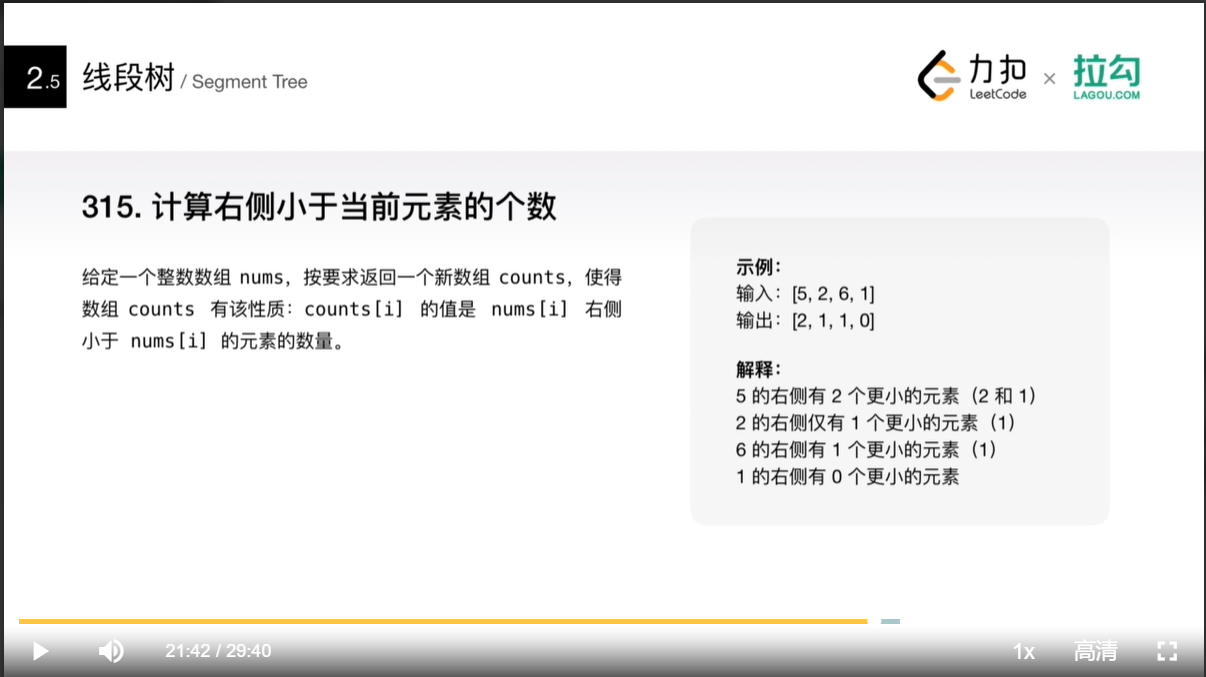 2.5 线段树 / Segment Tree
力扣 LeetCode × 拉勾 LAGOU.COM
315. 计算右侧小于当前元素的个数
给定一个整数数组 nums，按要求返回一个新数组 counts，使得
数组 counts 有该性质：counts[i] 的值是 nums[i] 右侧
小于 nums[i] 的元素的数量。
示例：
输入：[5, 2, 6, 1]
输出：[2, 1, 1, 0]
解释：
5 的右侧有 2 个更小的元素（2 和 1）
2 的右侧仅有 1 个更小的元素（1）
6 的右侧有 1 个更小的元素（1）
1 的右侧有 0 个更小的元素
21:42 / 29:40
1x 高清